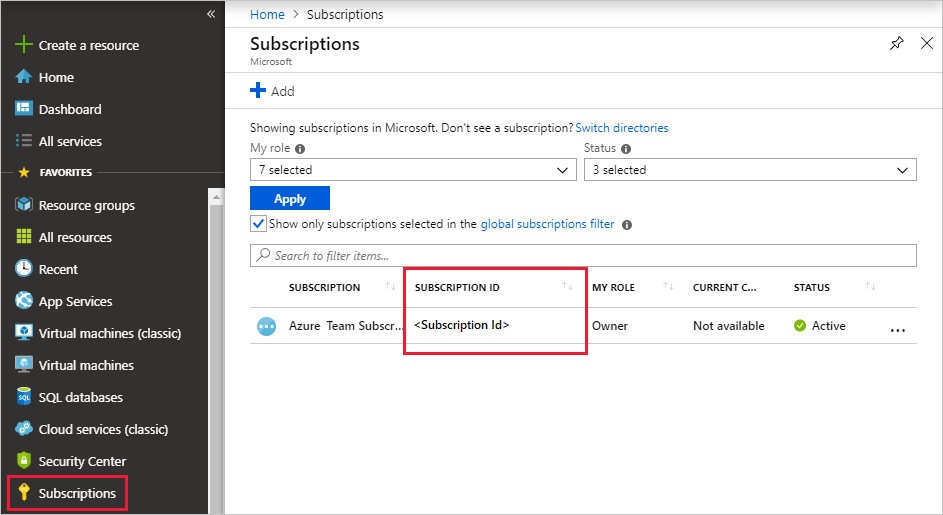 «
Create a resource
Home
Dashboard
All services
FAVORITES
Resource groups
All resources
Recent
App Services
Virtual machines (classic)
Virtual machines
SQL databases
Cloud services (classic)
Security Center
Subscriptions
Home > Subscriptions
Subscriptions
Microsoft
Add
Showing subscriptions in Microsoft. Don't see a subscription? Switch directories
My role Status
7 selected 3 selected
Apply
Show only subscriptions selected in the global subscriptions filter
Search to filter items...
SUBSCRIPTION SUBSCRIPTION ID MY ROLE CURRENT C... STATUS
Azure Team Subscr... <Subscription Id> Owner Not available Active ...